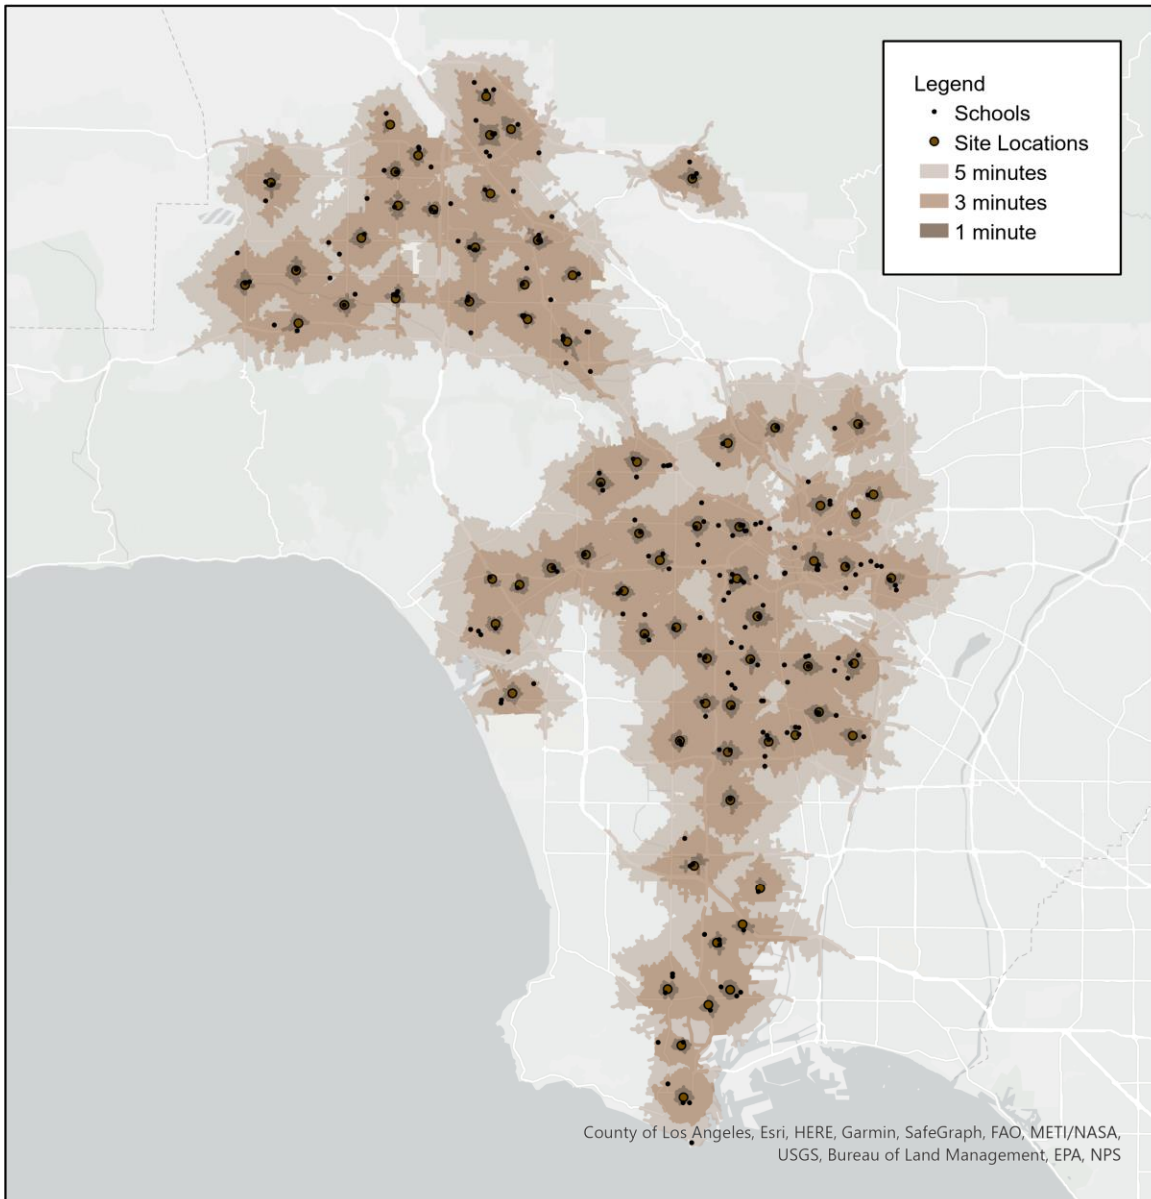 Legend
Schools
Site Locations
5 minutes
3 minutes
1 minute
County of Los Angeles, Esri, HERE, Garmin, SafeGraph, FAO, METI/NASA,
USGS, Bureau of Land Management, EPA, NPS